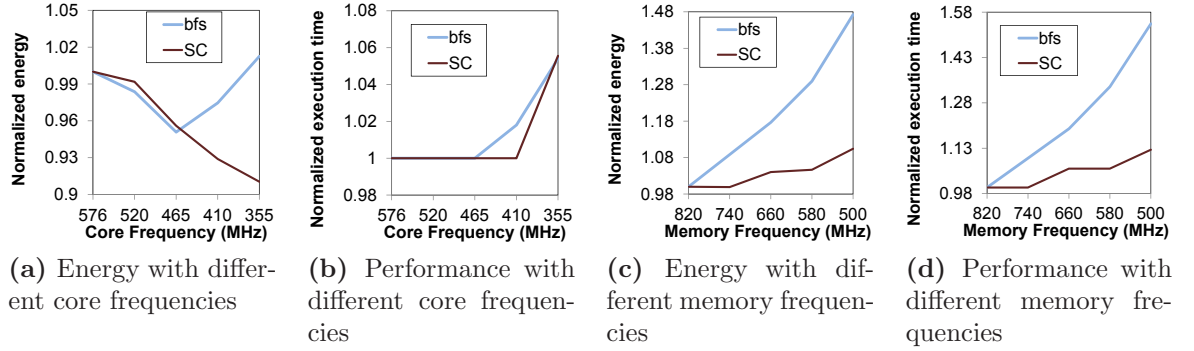 1.05
1.02
0.99
0.96
0.93
0.9
Normalized energy
bfs
SC
576 520 465 410 355
Core Frequency (MHz)
(a) Energy with differ-
ent core frequencies
1.08
1.06
1.04
1.02
1
0.98
Normalized execution time
bfs
SC
576 520 465 410 355
Core Frequency (MHz)
(b) Performance with
different core frequen-
cies
1.48
1.38
1.28
1.18
1.08
0.98
Normalized energy
bfs
SC
820 740 660 580 500
Memory Frequency (MHz)
(c) Energy with dif-
ferent memory frequen-
cies
1.58
1.43
1.28
1.13
0.98
Normalized execution time
bfs
SC
820 740 660 580 500
Memory Frequency (MHz)
(d) Performance with
different memory fre-
quencies